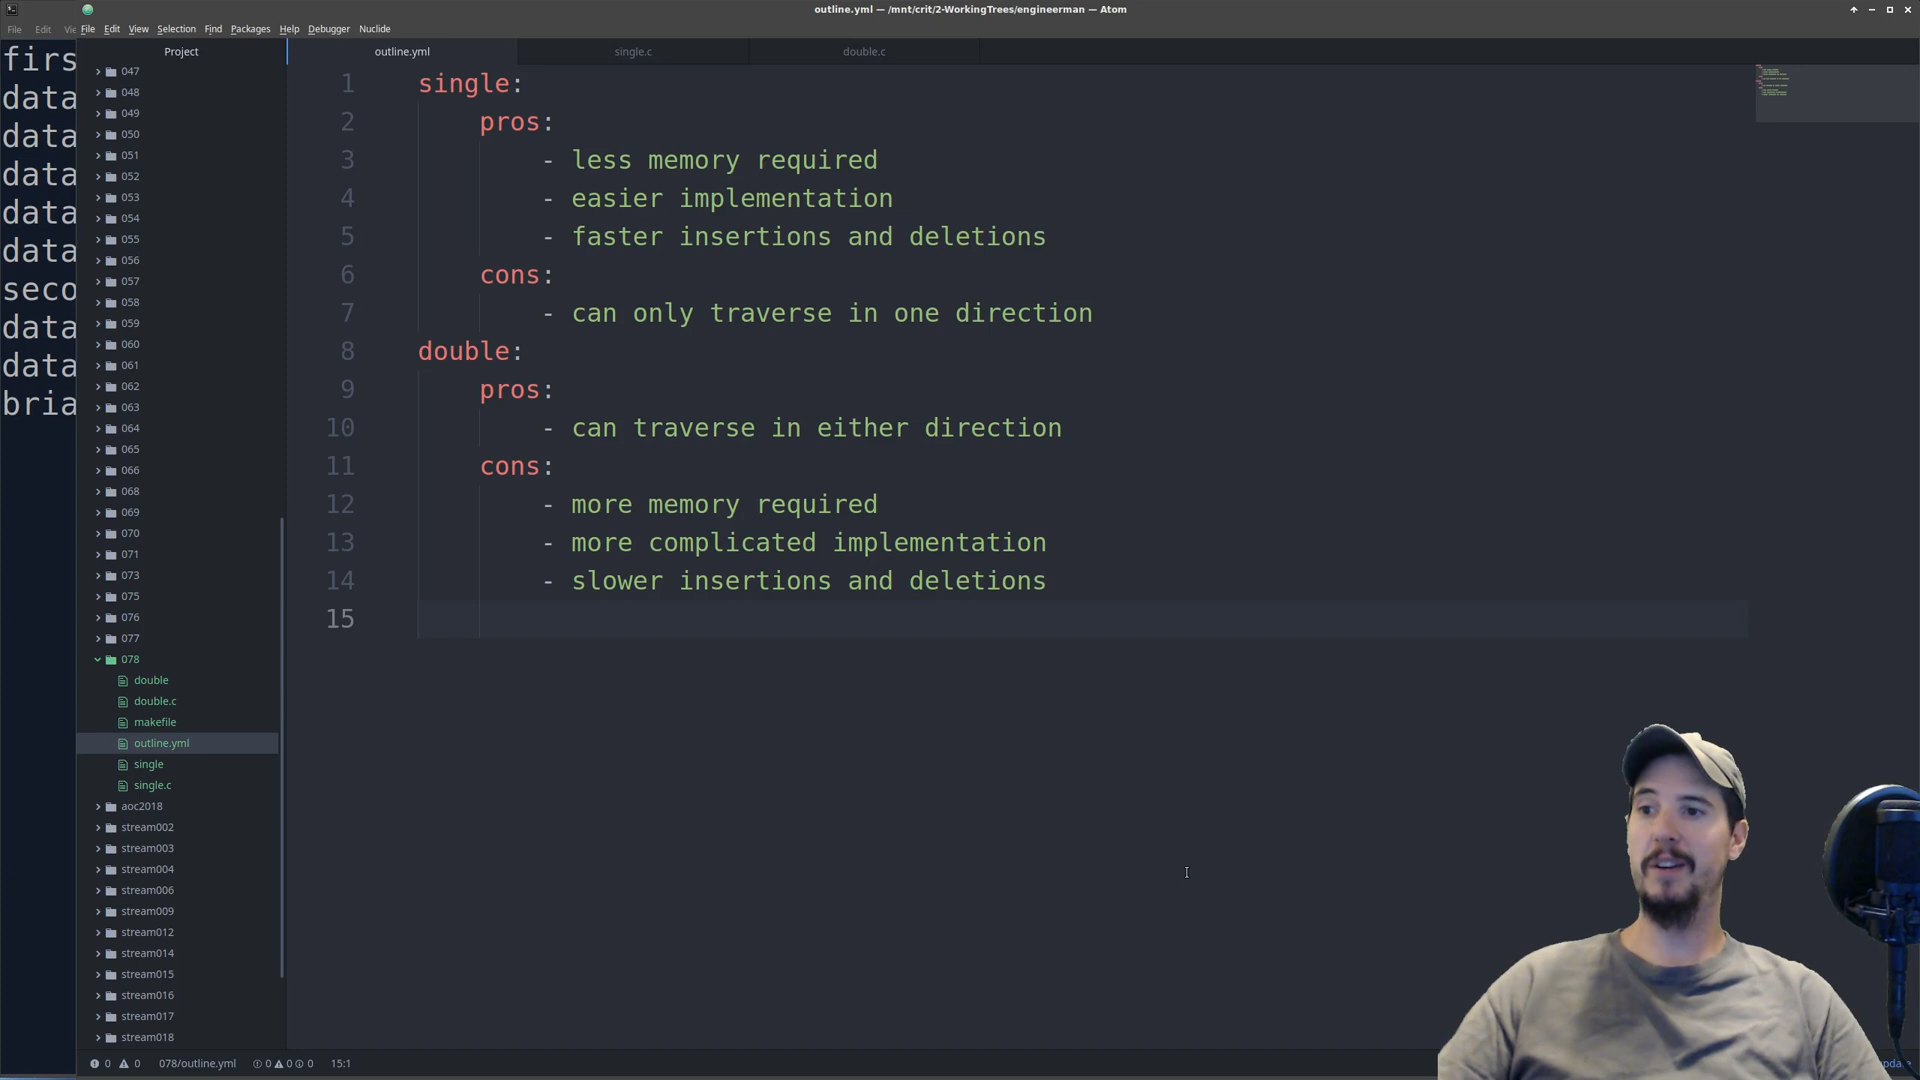 outline.yml — /mnt/crit/2-WorkingTrees/engineerman — Atom
File Edit
File Edit View Selection Find Packages Help Debugger Nuclide
Project
outline.yml single.c double.c
firs
data
data
data
data
data
seco
data
data
bria
047
048
049
050
051
052
053
054
055
056
057
058
059
060
061
062
063
064
065
066
068
069
070
071
073
075
076
077
078
double
double.c
makefile
outline.yml
single
single.c
aoc2018
stream002
stream003
stream004
stream006
stream009
stream012
stream014
stream015
stream016
stream017
stream018
1 single:
2 pros:
3 - less memory required
4 - easier implementation
5 - faster insertions and deletions
6 cons:
7 - can only traverse in one direction
8 double:
9 pros:
10 - can traverse in either direction
11 cons:
12 - more memory required
13 - more complicated implementation
14 - slower insertions and deletions
15
0 0 078/outline.yml 0 0 0 15:1